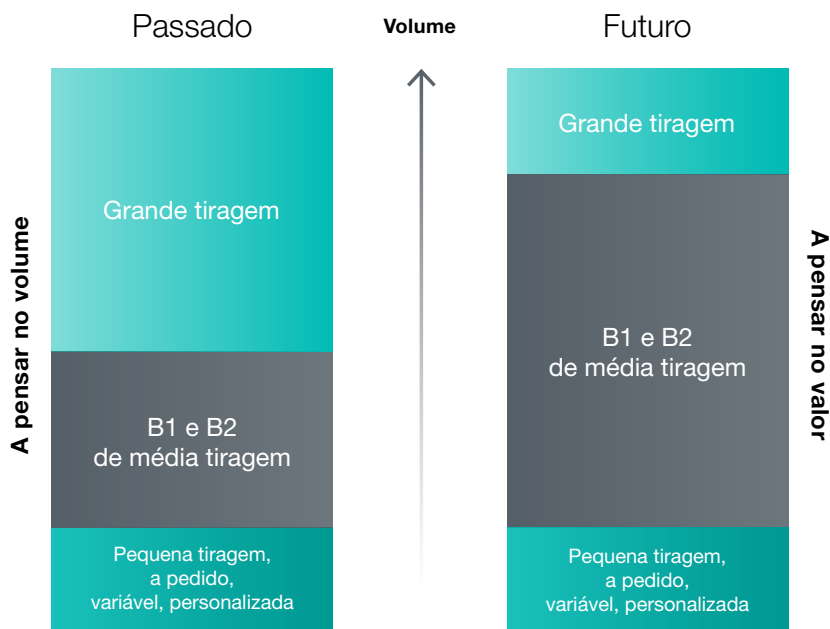 Passado
Volume
Futuro
A pensar no volume
Grande tiragem
B1 e B2
de média tiragem
Pequena tiragem,
a pedido,
variável, personalizada
Grande tiragem
B1 e B2
de média tiragem
Pequena tiragem,
a pedido,
variável, personalizada
A pensar no valor